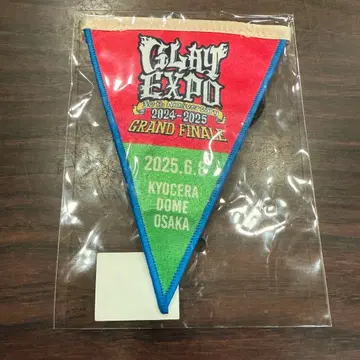 GLAY
EXPO
2024-2025
GRAND FINALE
2025.6.8
KYOCERA
DOME
OSAKA